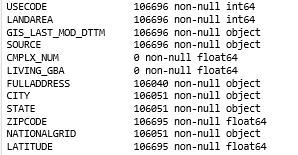 USECODE 106696 non-null int64
LANDAREA 106696 non-null int64
GIS_LAST_MOD_DTTM 106696 non-null object
SOURCE 106696 non-null object
CMPLX_NUM 0 non-null float64
LIVING_GBA 0 non-null float64
FULLADDRESS 106040 non-null object
CITY 106051 non-null object
STATE 106051 non-null object
ZIPCODE 106695 non-null float64
NATIONALGRID 106051 non-null object
LATITUDE 106695 non-null float64